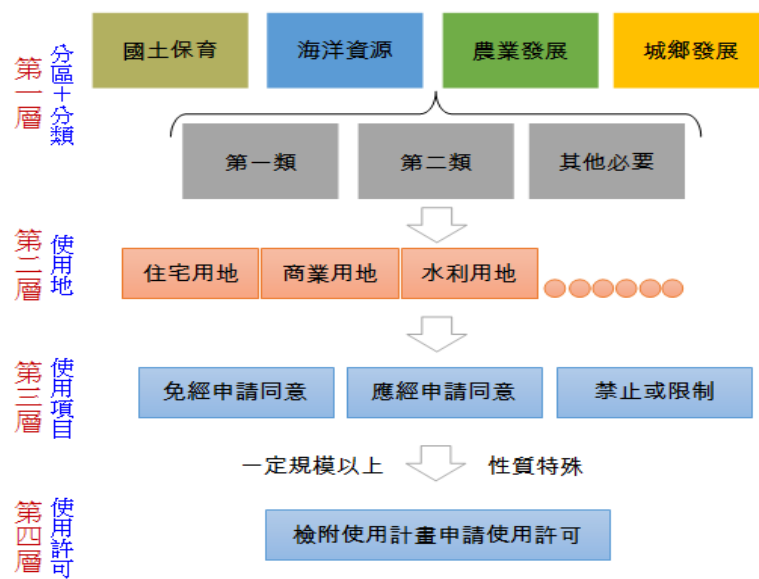 第一層
分區＋分類
國土保育
海洋資源
農業發展
城鄉發展
第一類
第二類
其他必要
第二層
使用地
住宅用地
商業用地
水利用地
第三層
使用項目
免經申請同意
應經申請同意
禁止或限制
一定規模以上
性質特殊
第四層
使用許可
檢附使用計畫申請使用許可